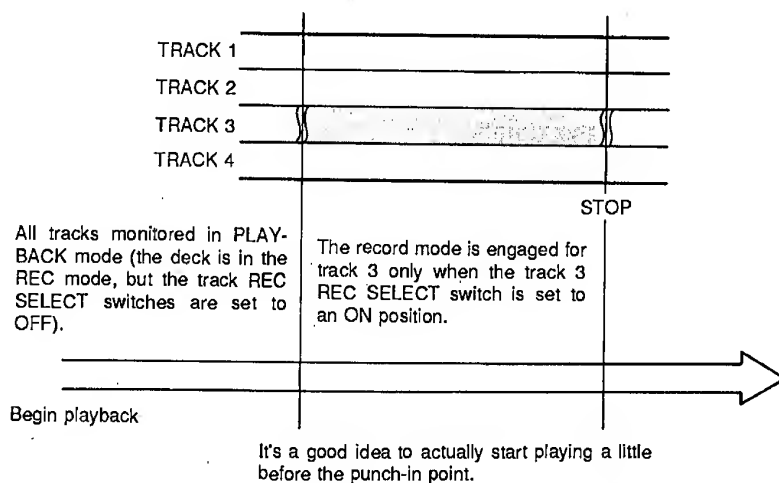 TRACK 1
TRACK 2
TRACK 3
TRACK 4
STOP
All tracks monitored in PLAY-
BACK mode (the deck is in the
REC mode, but the track REC
SELECT switches are set to
OFF).
The record mode is engaged for
track 3 only when the track 3
REC SELECT switch is set to
an ON position.
Begin playback
It's a good idea to actually start playing a little
before the punch-in point.